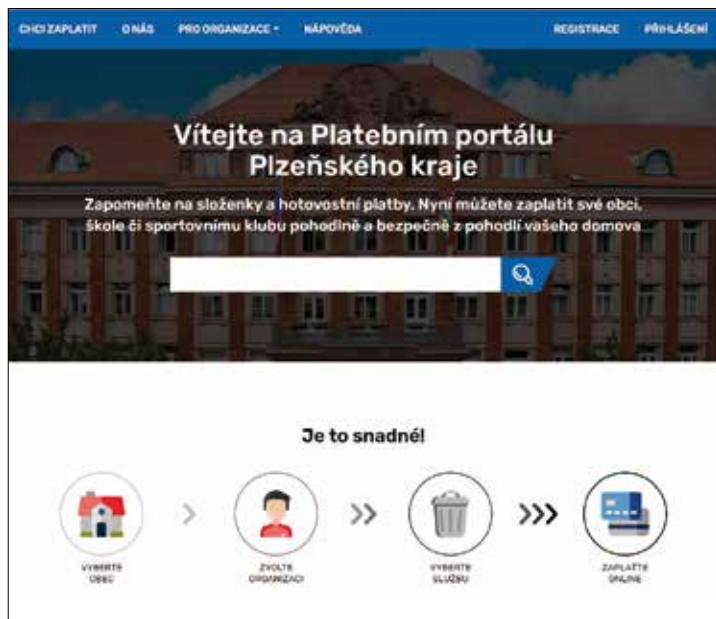 CHCI ZAPLATIT O NÁS PRO ORGANIZACE NÁPOVĚDA REGISTRACE PŘIHLÁŠENÍ
Vítejte na Platebním portálu
Plzeňského kraje
Zapomeňte na složenky a hotovostní platby. Nyní můžete zaplatit své obci,
škole či sportovnímu klubu pohodlně a bezpečně z pohodlí vašeho domova
Je to snadné!
VYBERTE
OBEC
ZVOLTE
ORGANIZACI
VYBERTE
SLUŽBU
ZAPLAŤTE
ONLINE